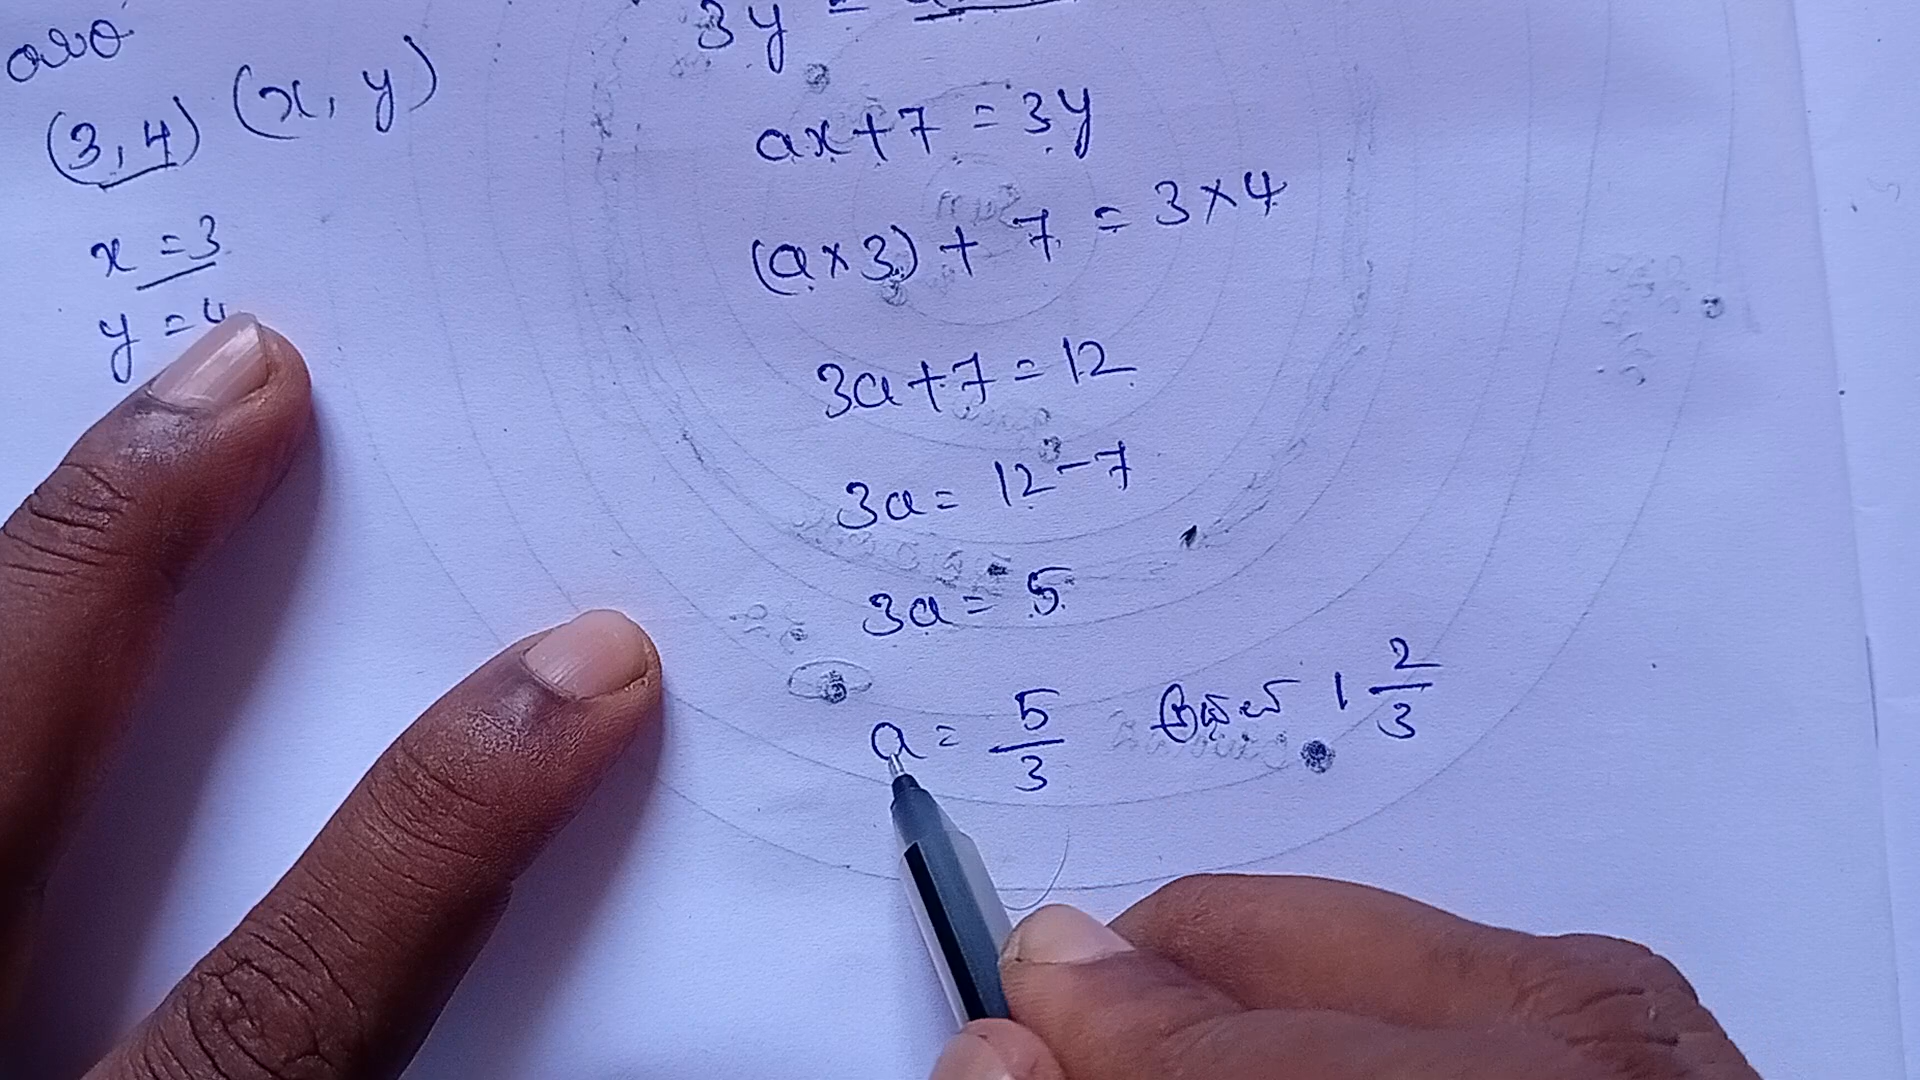 3y =
(3,4) (x, y)
x = 3
y = 4
ax + 7 = 3y
(a × 3) + 7 = 3 × 4
3a + 7 = 12
3a = 12 - 7
3a = 5
a = 5/3 1 2/3